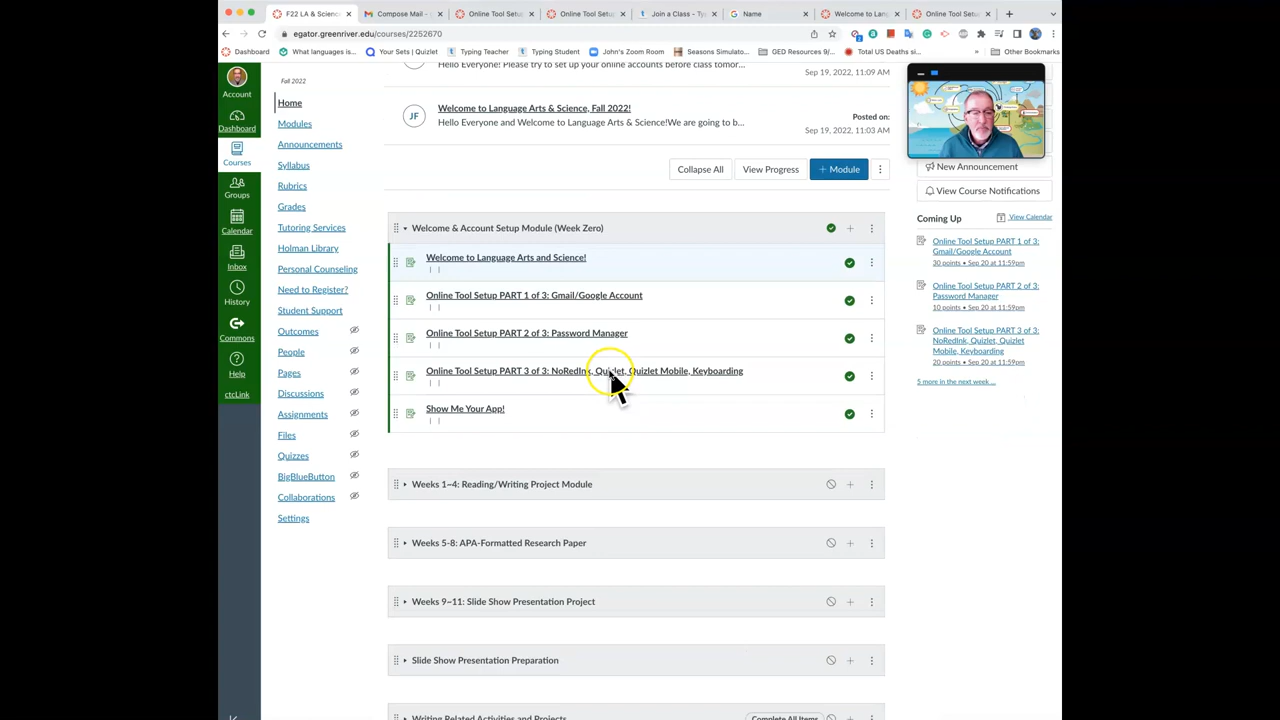 F22 LA & Science
Compose Mail -
Online Tool Setu
Online Tool Setu
Join a Class - Ty
Name
Welcome to Lang
Online Tool Setu
egator.greenriver.edu/courses/2252670
Dashboard
What languages is...
Your Sets | Quizlet
Typing Teacher
Typing Student
John's Zoom Room
Seasons Simulato...
GED Resources 9/...
Total US Deaths si...
Other Bookmarks
Account
Dashboard
Courses
Groups
Calendar
Inbox
History
Commons
Help
ctcLink
Fall 2022
Home
Modules
Announcements
Syllabus
Rubrics
Grades
Tutoring Services
Holman Library
Personal Counseling
Need to Register?
Student Support
Outcomes
People
Pages
Discussions
Assignments
Files
Quizzes
BigBlueButton
Collaborations
Settings
Hello Everyone! Please try to set up your online accounts before class tomor...
Sep 19, 2022, 11:09 AM
JF
Welcome to Language Arts & Science, Fall 2022!
Hello Everyone and Welcome to Language Arts & Science!We are going to b...
Posted on:
Sep 19, 2022, 11:03 AM
Collapse All
View Progress
+ Module
Welcome & Account Setup Module (Week Zero)
Welcome to Language Arts and Science!
Online Tool Setup PART 1 of 3: Gmail/Google Account
Online Tool Setup PART 2 of 3: Password Manager
Online Tool Setup PART 3 of 3: NoRedInk, Quizlet, Quizlet Mobile, Keyboarding
Show Me Your App!
Weeks 1~4: Reading/Writing Project Module
Weeks 5-8: APA-Formatted Research Paper
Weeks 9~11: Slide Show Presentation Project
Slide Show Presentation Preparation
Writing Related Activities and Projects
Complete All Items
New Announcement
View Course Notifications
Coming Up
View Calendar
Online Tool Setup PART 1 of 3:
Gmail/Google Account
30 points • Sep 20 at 11:59pm
Online Tool Setup PART 2 of 3:
Password Manager
10 points • Sep 20 at 11:59pm
Online Tool Setup PART 3 of 3:
NoRedInk, Quizlet, Quizlet
Mobile, Keyboarding
20 points • Sep 20 at 11:59pm
5 more in the next week ...